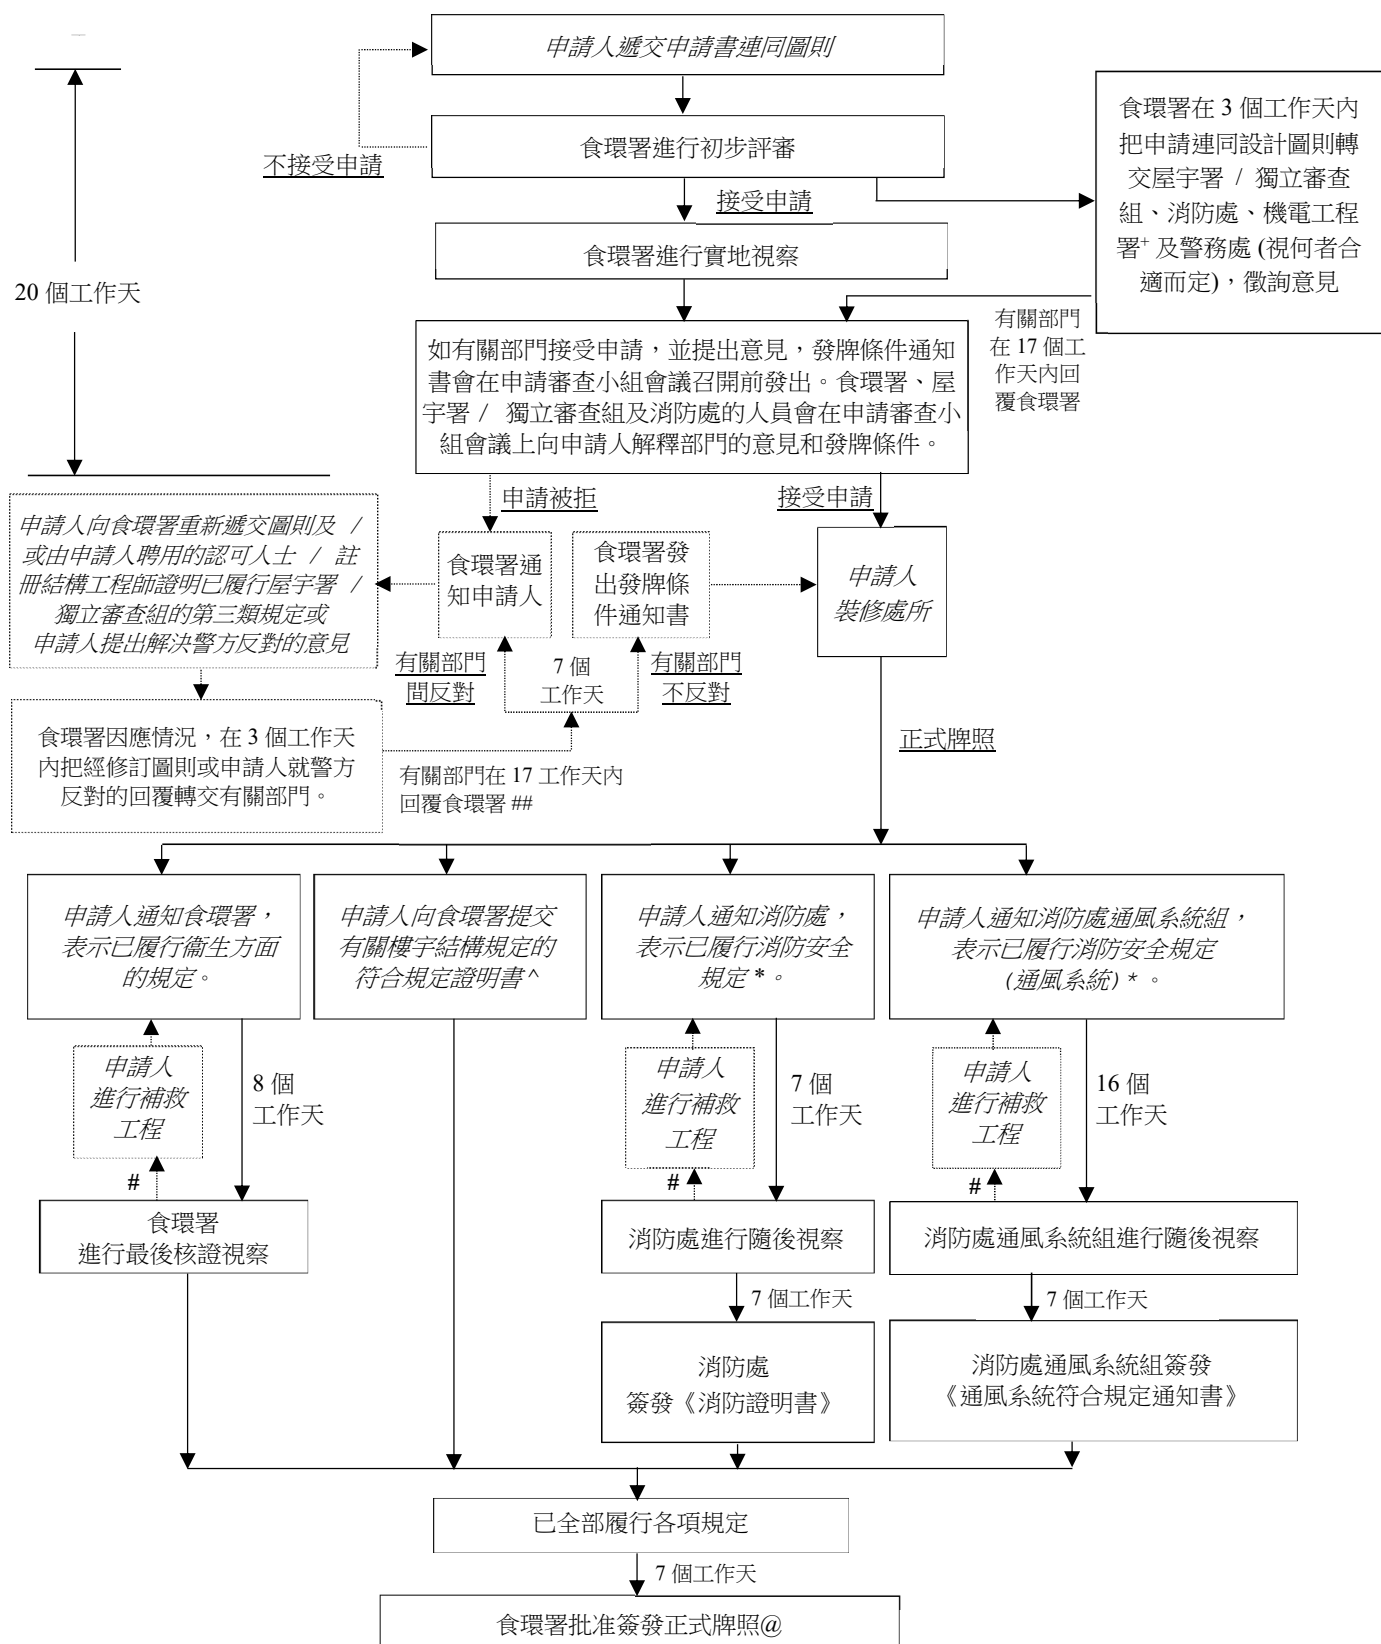 申請人遞交申請書連同圖則
食環署進行初步評審
不接受申請
接受申請
食環署在 3 個工作天內
把申請連同設計圖則轉
交屋宇署 / 獨立審查
組、消防處、機電工程
署+ 及警務處 (視何者合
適而定)，徵詢意見
食環署進行實地視察
20 個工作天
有關部門
在 17 個工
作天內回
覆食環署
如有關部門接受申請，並提出意見，發牌條件通知
書會在申請審查小組會議召開前發出。食環署、屋
宇署 / 獨立審查組及消防處的人員會在申請審查小
組會議上向申請人解釋部門的意見和發牌條件。
申請被拒
接受申請
申請人向食環署重新遞交圖則及 /
或由申請人聘用的認可人士 / 註
冊結構工程師證明已履行屋宇署 /
獨立審查組的第三類規定或
申請人提出解決警方反對的意見
食環署通
知申請人
食環署發
出發牌條
件通知書
申請人
裝修處所
有關部門
間反對
7 個
工作天
有關部門
不反對
食環署因應情況，在 3 個工作天
內把經修訂圖則或申請人就警方
反對的回覆轉交有關部門。
有關部門在 17 工作天內
回覆食環署 ##
正式牌照
申請人通知食環署，
表示已履行衞生方面
的規定。
申請人向食環署提交
有關樓宇結構規定的
符合規定證明書^
申請人通知消防處，
表示已履行消防安全
規定 *。
申請人通知消防處通風系統組，
表示已履行消防安全規定
(通風系統) * 。
申請人
進行補救
工程
8 個
工作天
申請人
進行補救
工程
7 個
工作天
申請人
進行補救
工程
16 個
工作天
#
#
#
食環署
進行最後核證視察
消防處進行隨後視察
消防處通風系統組進行隨後視察
7 個工作天
7 個工作天
消防處
簽發《消防證明書》
消防處通風系統組簽發
《通風系統符合規定通知書》
已全部履行各項規定
7 個工作天
食環署批准簽發正式牌照@